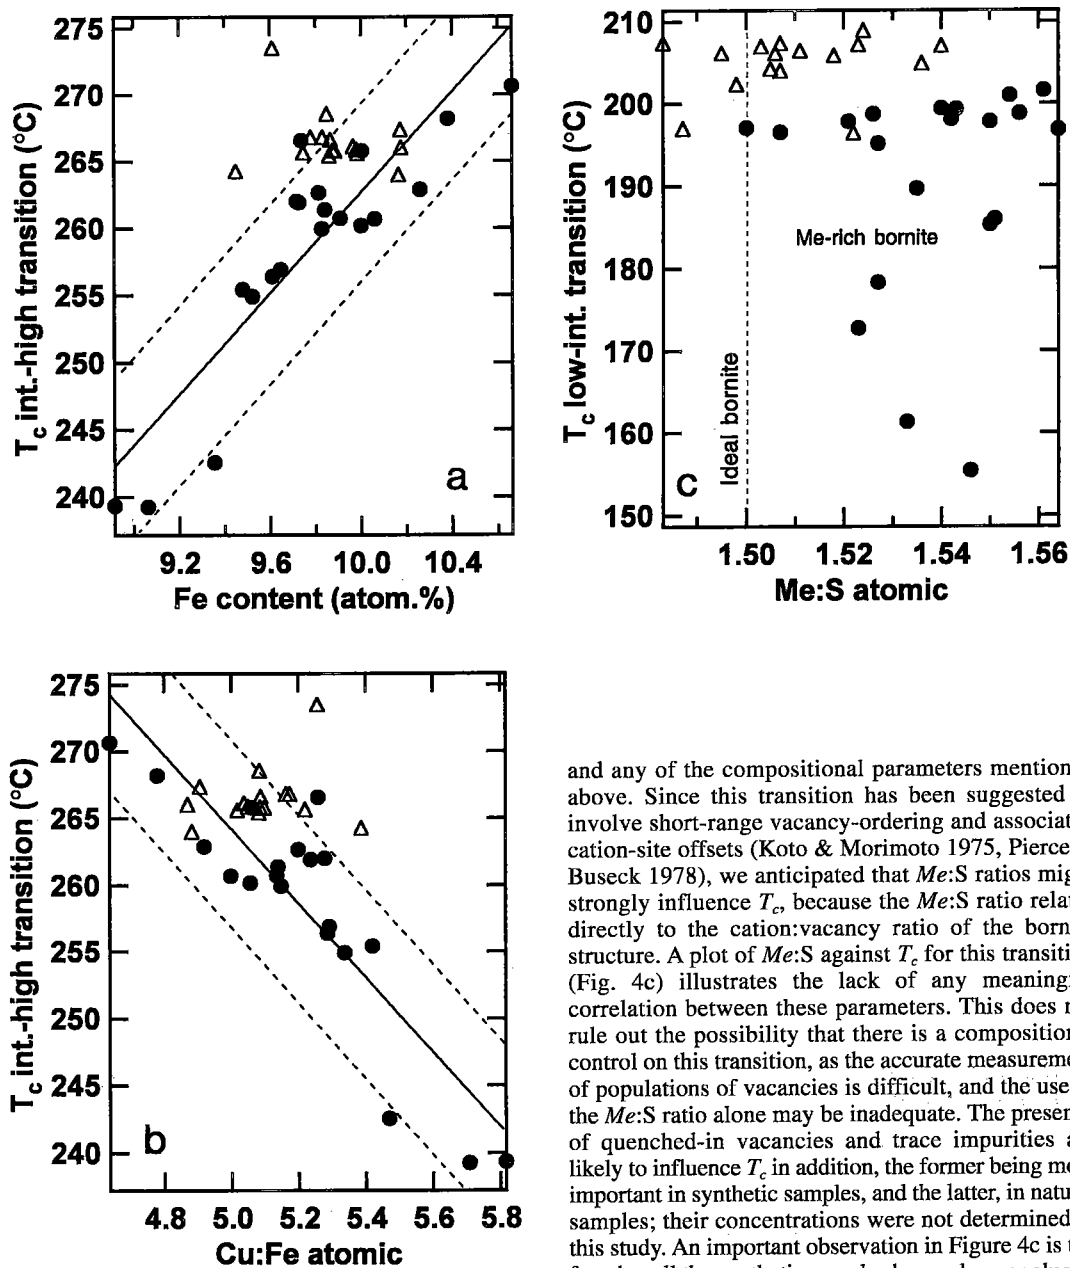 275
270
265
260
255
250
245
240
T_c int.-high transition (°C)
a
9.2 9.6 10.0 10.4
Fe content (atom.%)
210
200
190
180
170
160
150
T_c low-int. transition (°C)
Me-rich bornite
Ideal bornite
c
1.50 1.52 1.54 1.56
Me:S atomic
275
270
265
260
255
250
245
240
T_c int.-high transition (°C)
b
4.8 5.0 5.2 5.4 5.6 5.8
Cu:Fe atomic
and any of the compositional parameters mention
above. Since this transition has been suggested
involve short-range vacancy-ordering and associat
cation-site offsets (Koto & Morimoto 1975, Pierce
Buseck 1978), we anticipated that Me:S ratios mig
strongly influence T_c, because the Me:S ratio relat
directly to the cation:vacancy ratio of the born
structure. A plot of Me:S against T_c for this transiti
(Fig. 4c) illustrates the lack of any meaning
correlation between these parameters. This does n
rule out the possibility that there is a composition
control on this transition, as the accurate measureme
of populations of vacancies is difficult, and the use
the Me:S ratio alone may be inadequate. The presen
of quenched-in vacancies and trace impurities a
likely to influence T_c in addition, the former being mo
important in synthetic samples, and the latter, in natu
samples; their concentrations were not determined
this study. An important observation in Figure 4c is t